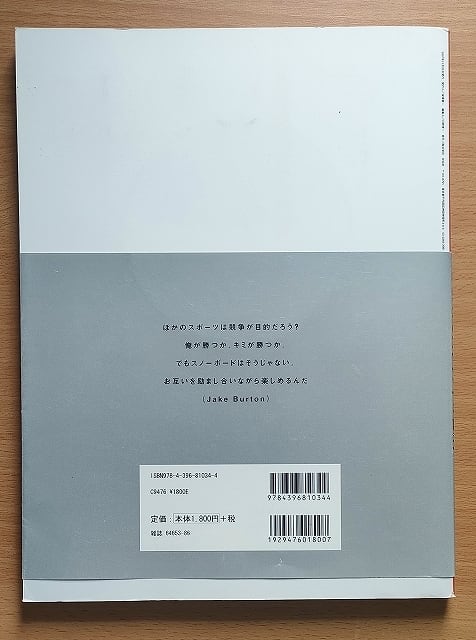 ほかのスポーツは競争が目的だろう?
俺が勝つか、キミが勝つか。
でもスノーボードはそうじゃない。
お互いを励まし合いながら楽しめるんだ
(Jake Burton)
ISBN978-4-396-81034-4
C9476 ¥1800E
定価:本体1,800円+税
雑誌 64653-86
9784396810344
1929476018007